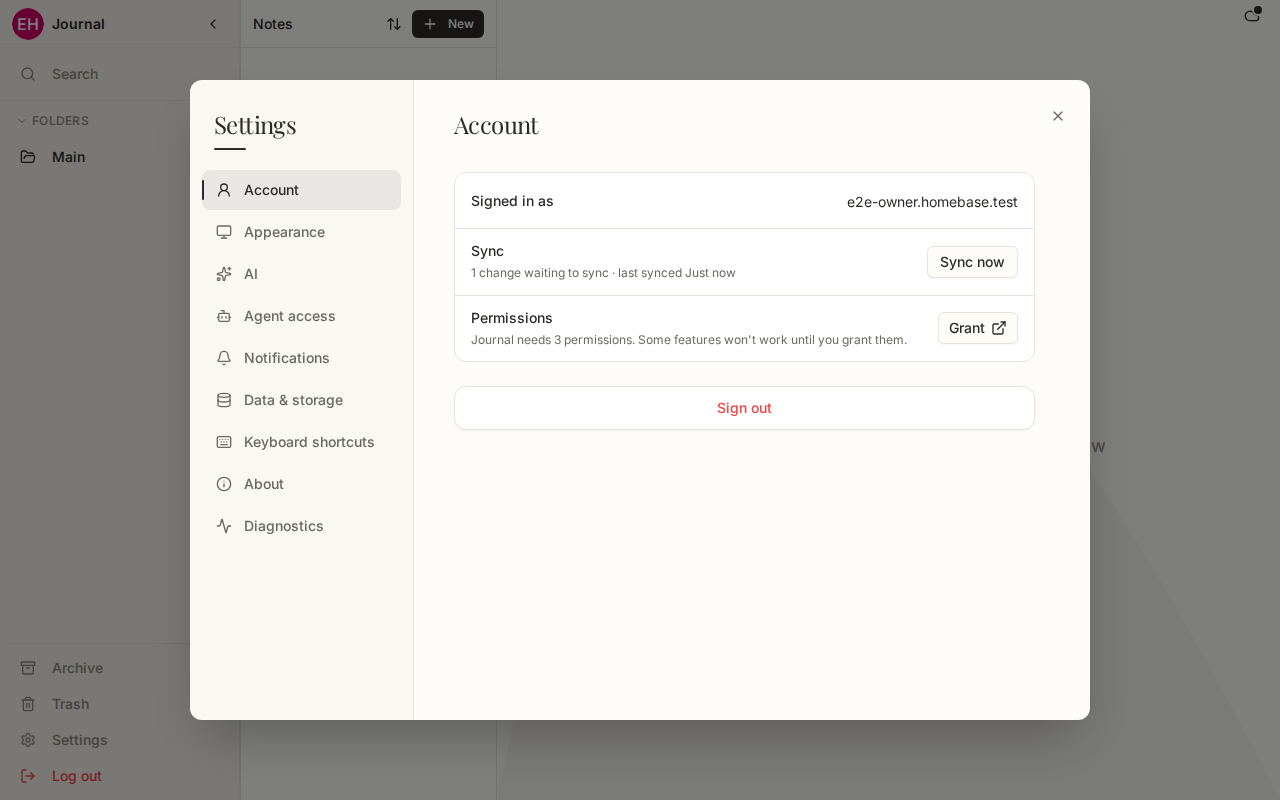 EH Journal
Notes
New
Search
FOLDERS
Main
Archive
Trash
Settings
Log out
Settings
Account
Appearance
AI
Agent access
Notifications
Data & storage
Keyboard shortcuts
About
Diagnostics
Account
Signed in as
e2e-owner.homebase.test
Sync
1 change waiting to sync · last synced Just now
Sync now
Permissions
Journal needs 3 permissions. Some features won't work until you grant them.
Grant
Sign out